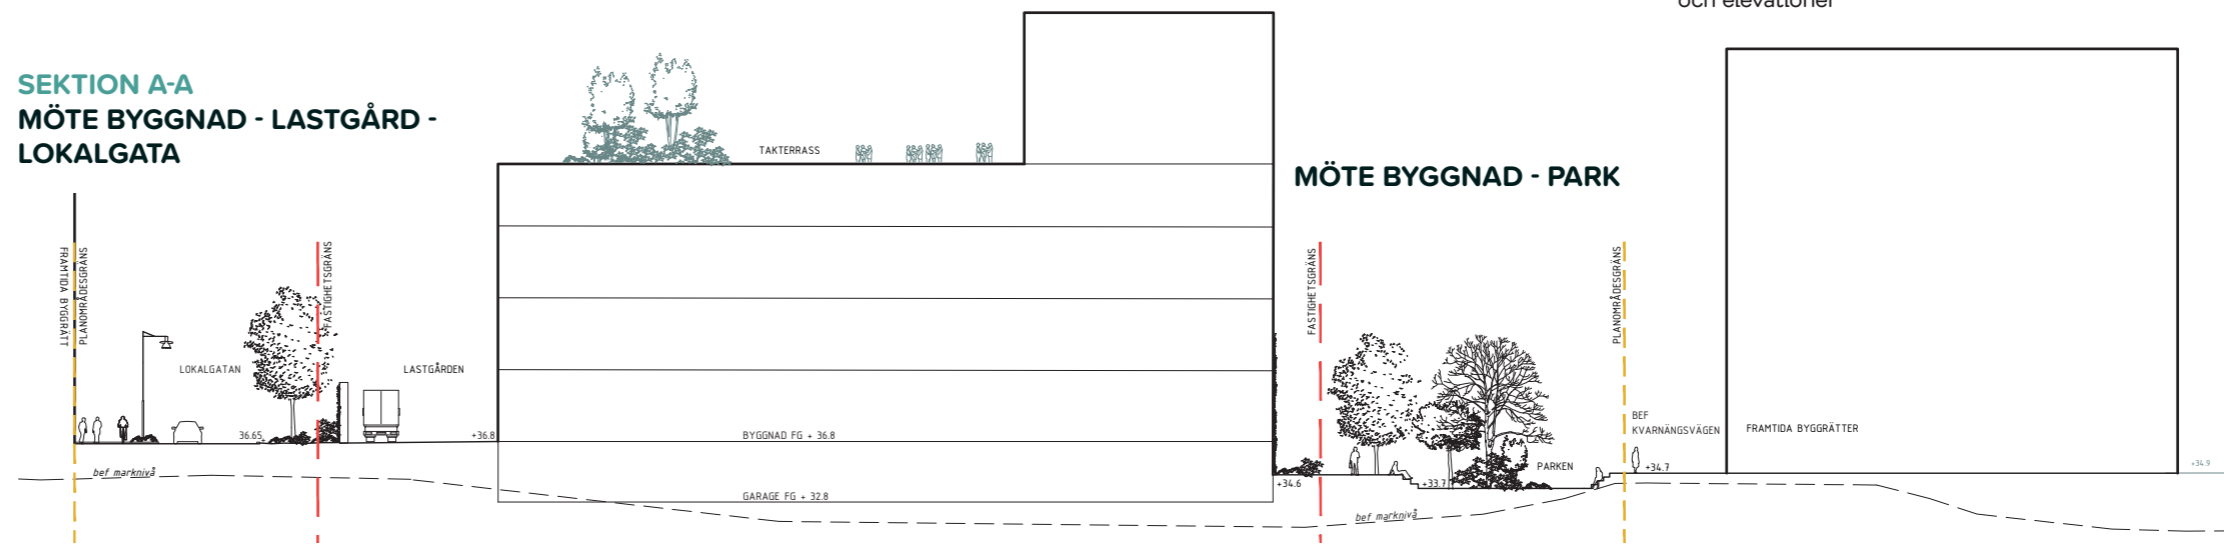 och elevationer
SEKTION A-A
MÖTE BYGGNAD - LASTGÅRD -
LOKALGATA
TAKTERRASS
MÖTE BYGGNAD - PARK
FRAMTIDA BYGGRÄTT
PLANOMRÅDESGRÄNS
FASTIGHETSGRÄNS
LOKALGATAN
LASTGÅRDEN
36.65
+36.8
BYGGNAD FG + 36.8
GARAGE FG + 32.8
bef marknivå
FASTIGHETSGRÄNS
PLANOMRÅDESGRÄNS
+34.6
+33.7
PARKEN
bef marknivå
BEF
KVARNÄNGSVÄGEN
+34.7
FRAMTIDA BYGGRÄTTER
+34.9